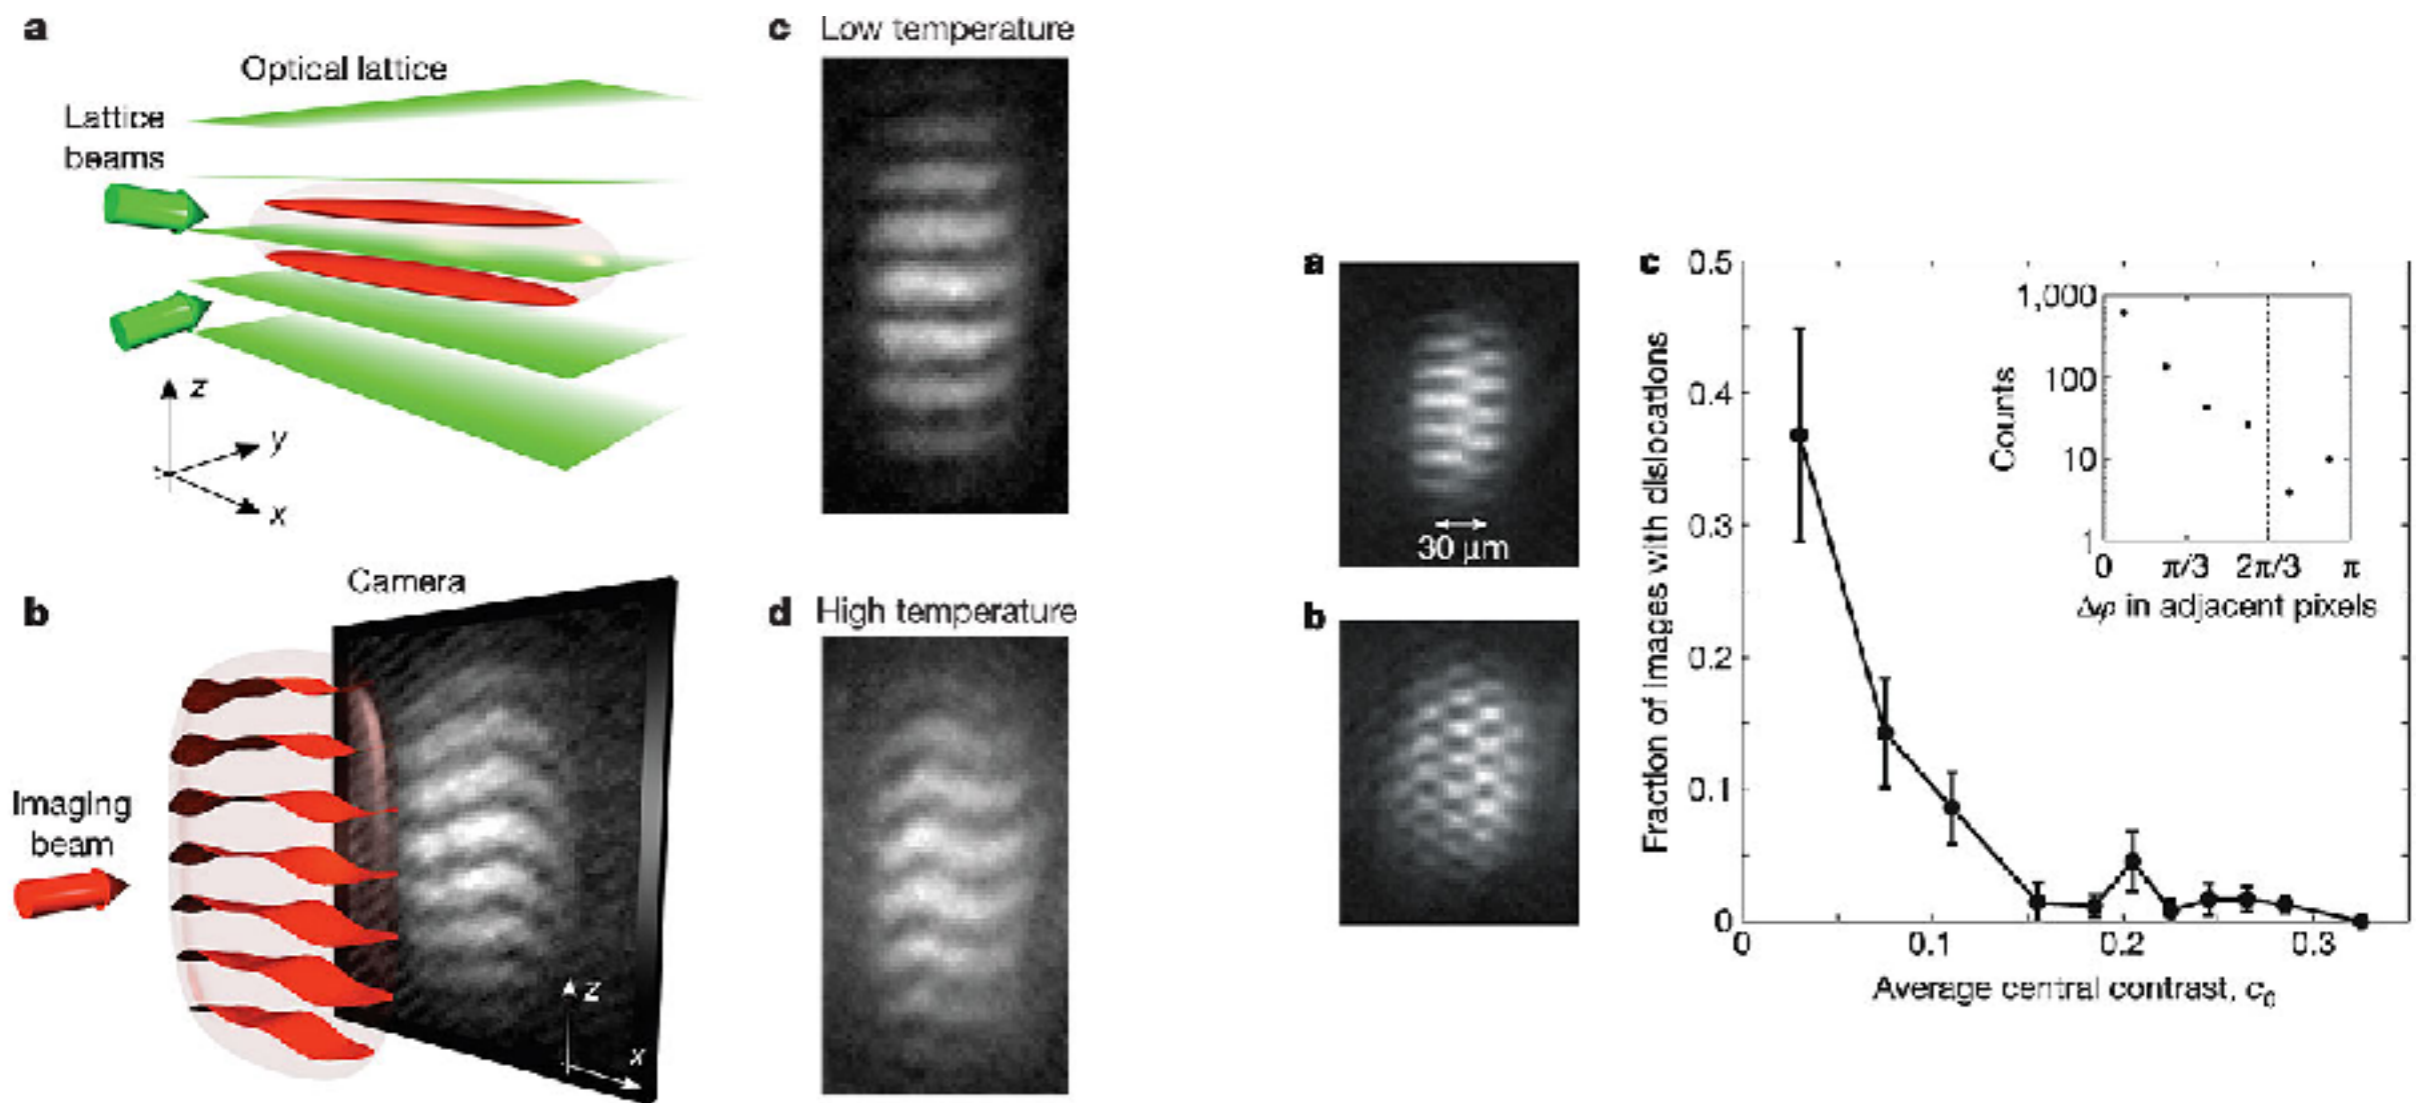 a
Optical lattice
Lattice
beams
z
y
x
b
Camera
Imaging
beam
z
x
c Low temperature
d High temperature
a
30 μm
b
c
Fraction of images with dislocations
0.5
0.4
0.3
0.2
0.1
0
0 0.1 0.2 0.3
Average central contrast, c₀
Counts
1,000
100
10
1
0 π/3 2π/3 π
Δφ in adjacent pixels